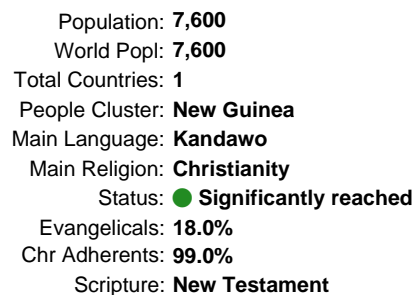 Population: 7,600
World Popl: 7,600
Total Countries: 1
People Cluster: New Guinea
Main Language: Kandawo
Main Religion: Christianity
Status: Significantly reached
Evangelicals: 18.0%
Chr Adherents: 99.0%
Scripture: New Testament